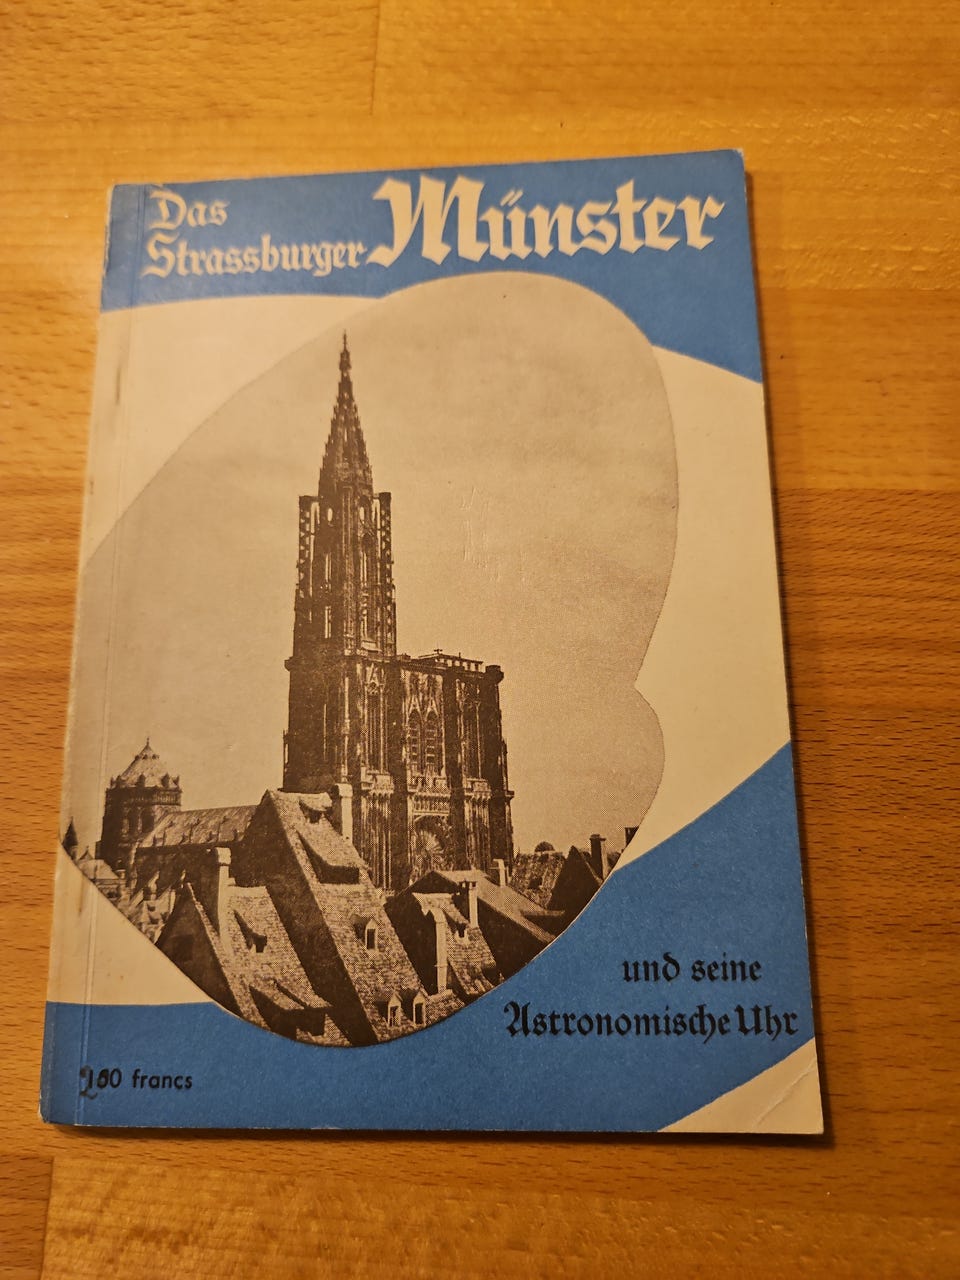 Das
Strassburger Münster
und seine
Astronomische Uhr
francs